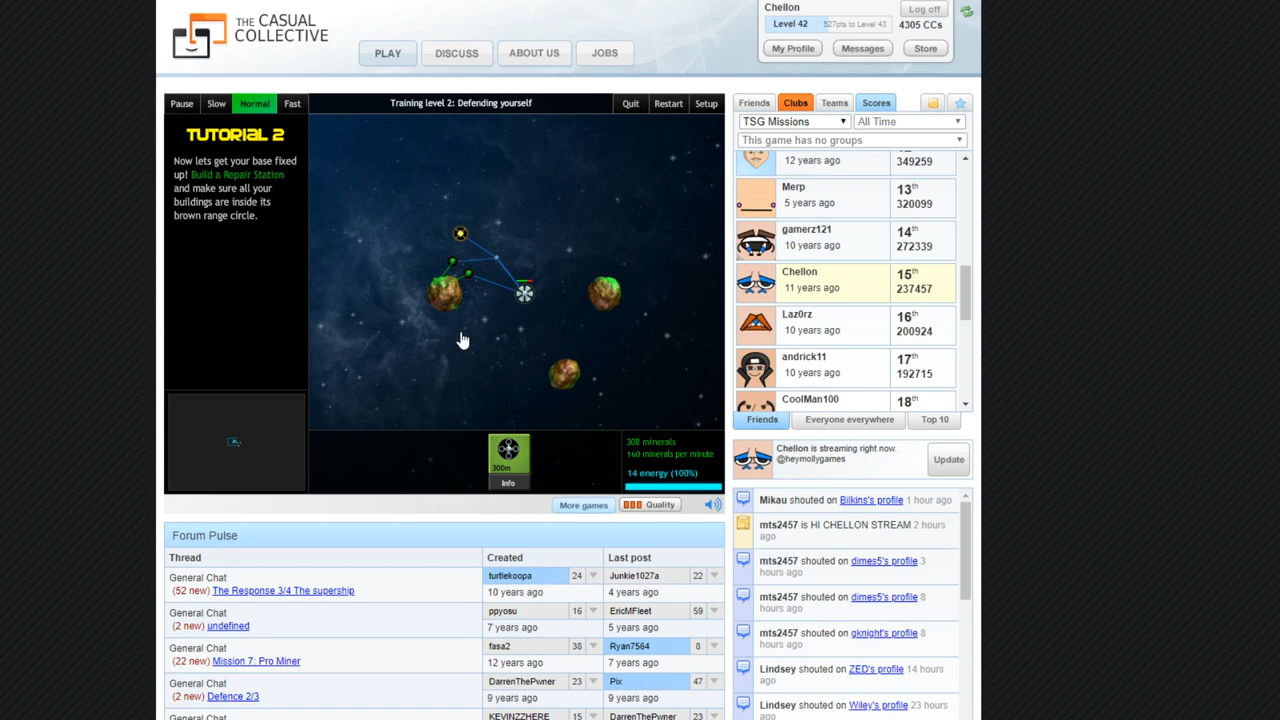 THE CASUAL
COLLECTIVE
PLAY
DISCUSS
ABOUT US
JOBS
Chellon
Log off
Level 42
527pts to Level 43
4305 CCs
My Profile
Messages
Store
Pause
Slow
Normal
Fast
Training level 2: Defending yourself
Quit
Restart
Setup
TUTORIAL 2
Now lets get your base fixed
up! Build a Repair Station
and make sure all your
buildings are inside its
brown range circle.
300m
Info
308 minerals
160 minerals per minute
14 energy (100%)
More games
Quality
Friends
Clubs
Teams
Scores
TSG Missions
All Time
This game has no groups
12 years ago
349259
Merp
13th
5 years ago
320099
gamerz121
14th
10 years ago
272339
Chellon
15th
11 years ago
237457
Laz0rz
16th
10 years ago
200924
andrick11
17th
10 years ago
192715
CoolMan100
18th
Friends
Everyone everywhere
Top 10
Chellon is streaming right now.
@heymollygames
Update
Mikau shouted on Bilkins's profile 1 hour ago
mts2457 is HI CHELLON STREAM 2 hours
ago
mts2457 shouted on dimes5's profile 3
hours ago
mts2457 shouted on dimes5's profile 8
hours ago
mts2457 shouted on gknight's profile 8
hours ago
Lindsey shouted on ZED's profile 14 hours
ago
Lindsey shouted on Wiley's profile 23 hours
ago
Forum Pulse
Thread
Created
Last post
General Chat
(52 new) The Response 3/4 The supership
turtlekoopa
24
Junkie1027a
22
10 years ago
4 years ago
General Chat
(2 new) undefined
ppyosu
16
EricMFleet
59
7 years ago
5 years ago
General Chat
(22 new) Mission 7: Pro Miner
fasa2
38
Ryan7564
8
12 years ago
7 years ago
General Chat
(2 new) Defence 2/3
DarrenThePwner
23
Pix
47
9 years ago
9 years ago
General Chat
KEVINZZHERE
15
DarrenThePwner
23